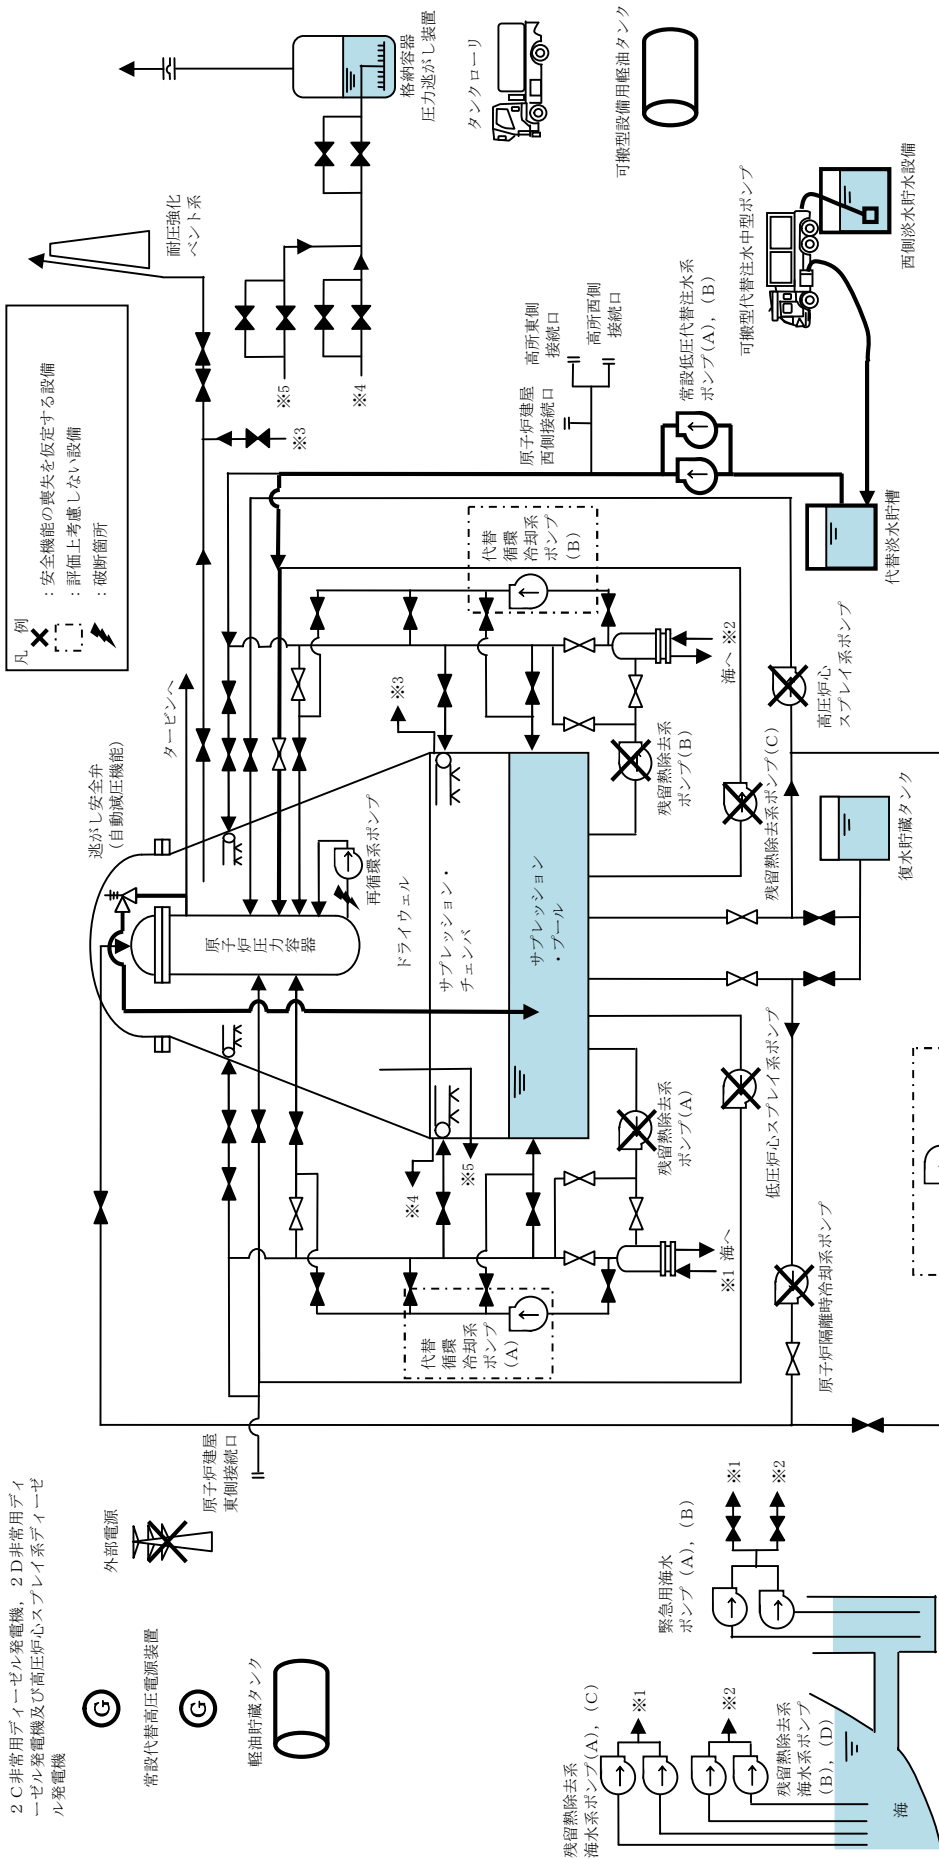 2C非常用ディーゼル発電機，2D非常用ディ
ーゼル発電機及び高圧炉心スプレイ系ディーゼ
ル発電機
G
常設代替高圧電源装置
G
軽油貯蔵タンク
外部電源
原子炉建屋
東側接続口
逃がし安全弁
(自動減圧機能)
タービンへ
凡　例
：安全機能の喪失を仮定する設備
：評価上考慮しない設備
：破断箇所
耐圧強化
ベント系
※3
※5
※4
格納容器
圧力逃がし装置
タンクローリ
可搬型設備用軽油タンク
原子炉圧力容器
再循環系ポンプ
ドライウェル
サプレッション・
チェンバ
サプレッション
・プール
※3
※4
※5
代替
循環
冷却系
ポンプ
(A)
代替
循環
冷却系
ポンプ
(B)
原子炉建屋
西側接続口
高所東側
接続口
高所西側
接続口
常設低圧代替注水系
ポンプ(A)，(B)
可搬型代替注水中型ポンプ
西側淡水貯水設備
代替淡水貯槽
※1
海へ
海へ
※2
残留熱除去系
ポンプ(A)
残留熱除去系
ポンプ(B)
残留熱除去系ポンプ(C)
低圧炉心スプレイ系ポンプ
原子炉隔離時冷却系ポンプ
高圧炉心
スプレイ系ポンプ
復水貯蔵タンク
緊急用海水
ポンプ(A)，(B)
※1
※2
残留熱除去系
海水系ポンプ(A)，(C)
※1
※2
残留熱除去系
海水系ポンプ
(B)，(D)
海